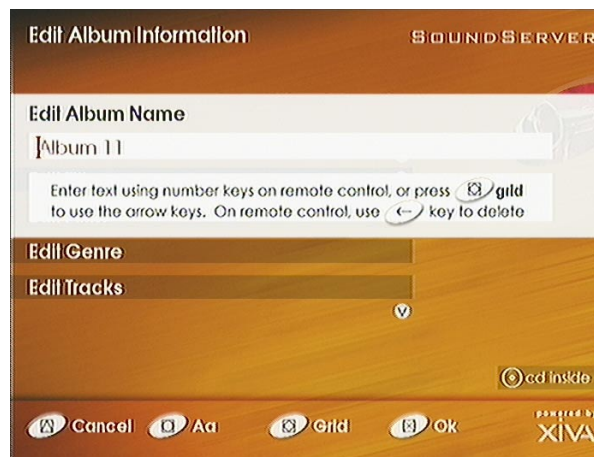 Edit Album Information
SOUNDSERVER
Edit Album Name
Album 11
Enter text using number keys on remote control, or press grid
to use the arrow keys. On remote control, use key to delete
Edit Genre
Edit Tracks
cd inside
Cancel Aa Grid Ok
powered by
XIVA